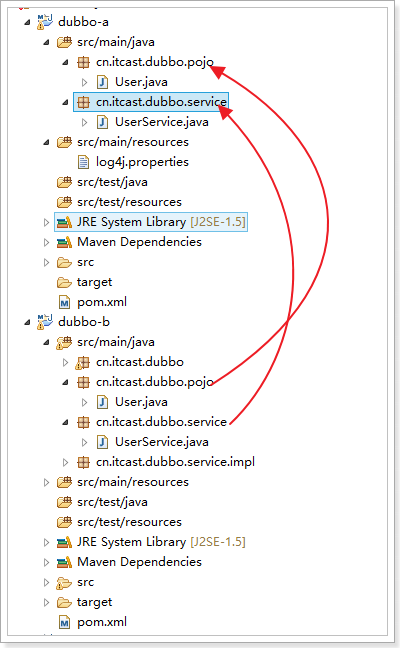 dubbo-a
src/main/java
cn.itcast.dubbo.pojo
User.java
cn.itcast.dubbo.service
UserService.java
src/main/resources
log4j.properties
src/test/java
src/test/resources
JRE System Library [J2SE-1.5]
Maven Dependencies
src
target
pom.xml
dubbo-b
src/main/java
cn.itcast.dubbo
cn.itcast.dubbo.pojo
User.java
cn.itcast.dubbo.service
UserService.java
cn.itcast.dubbo.service.impl
src/main/resources
src/test/java
src/test/resources
JRE System Library [J2SE-1.5]
Maven Dependencies
src
target
pom.xml